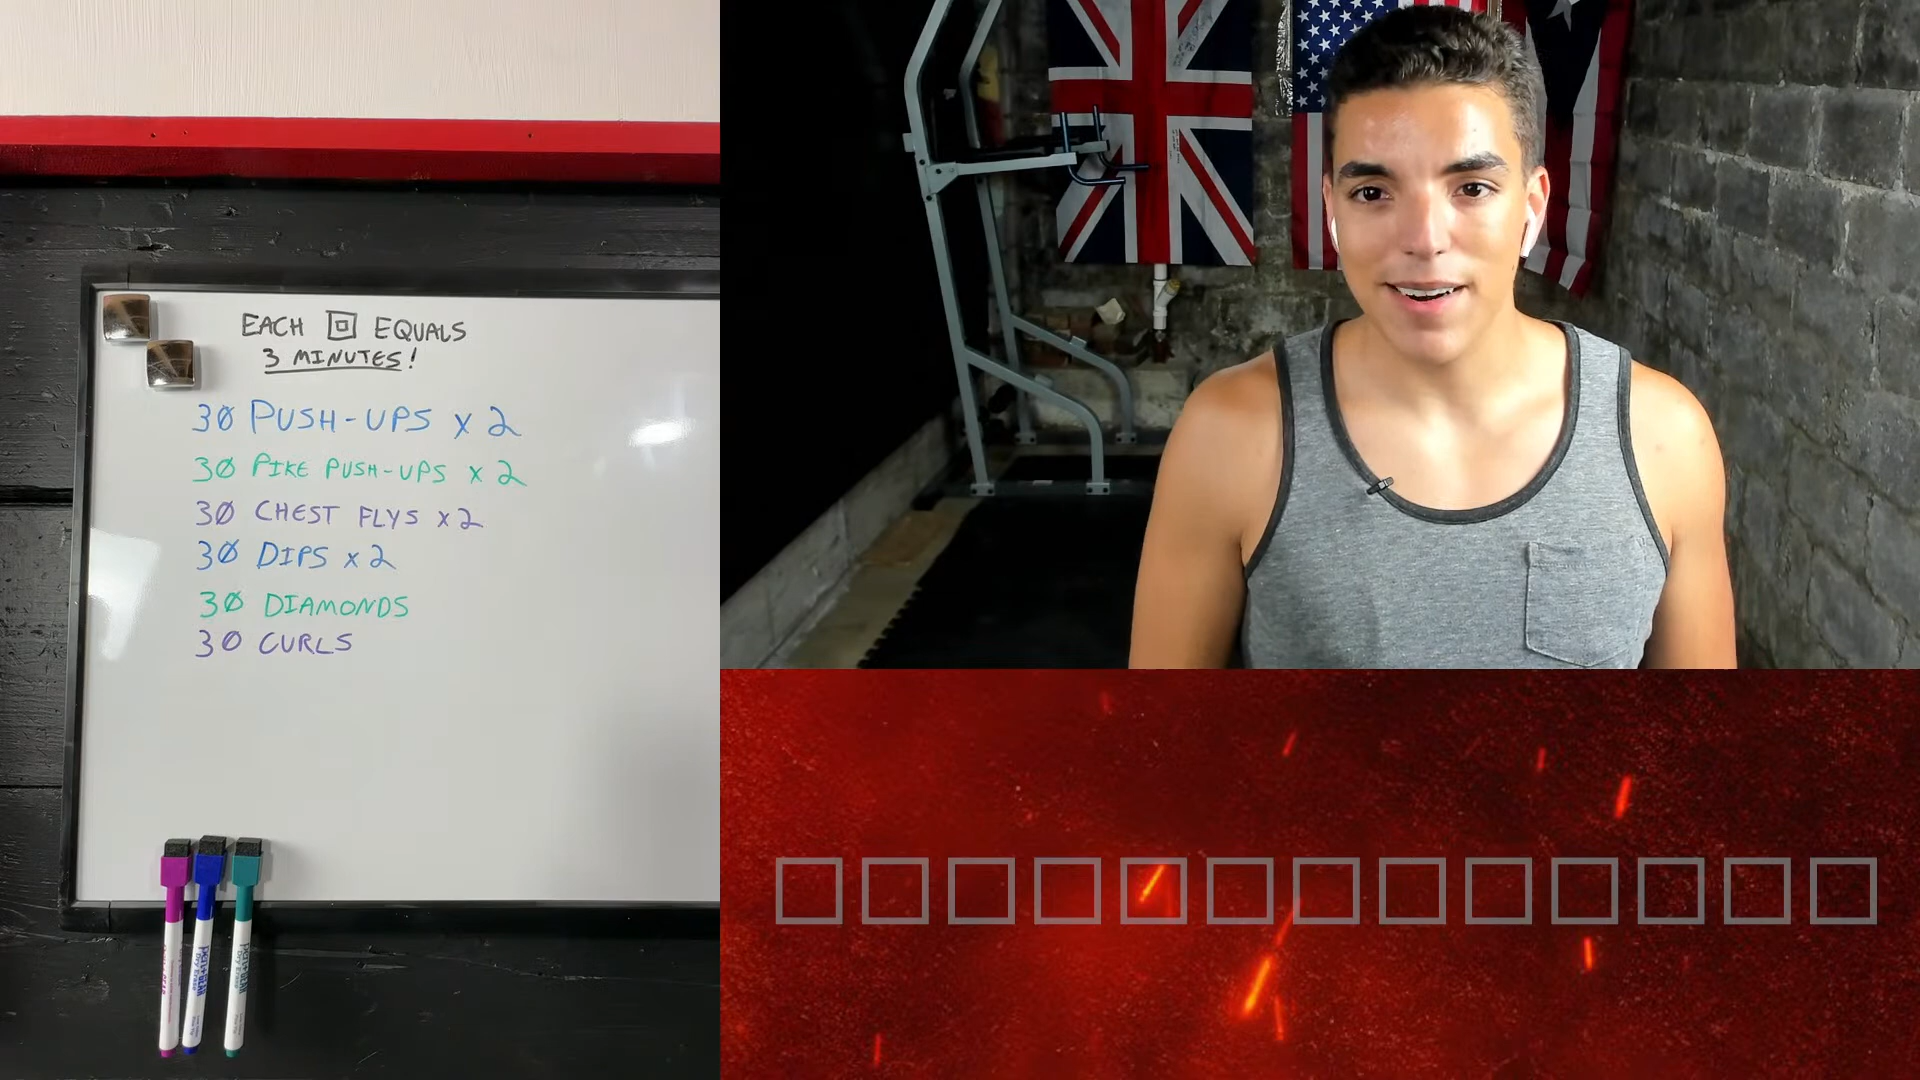 EACH EQUALS
3 MINUTES!
30 PUSH-UPS x 2
30 PIKE PUSH-UPS x 2
30 CHEST FLYS x 2
30 DIPS x 2
30 DIAMONDS
30 CURLS